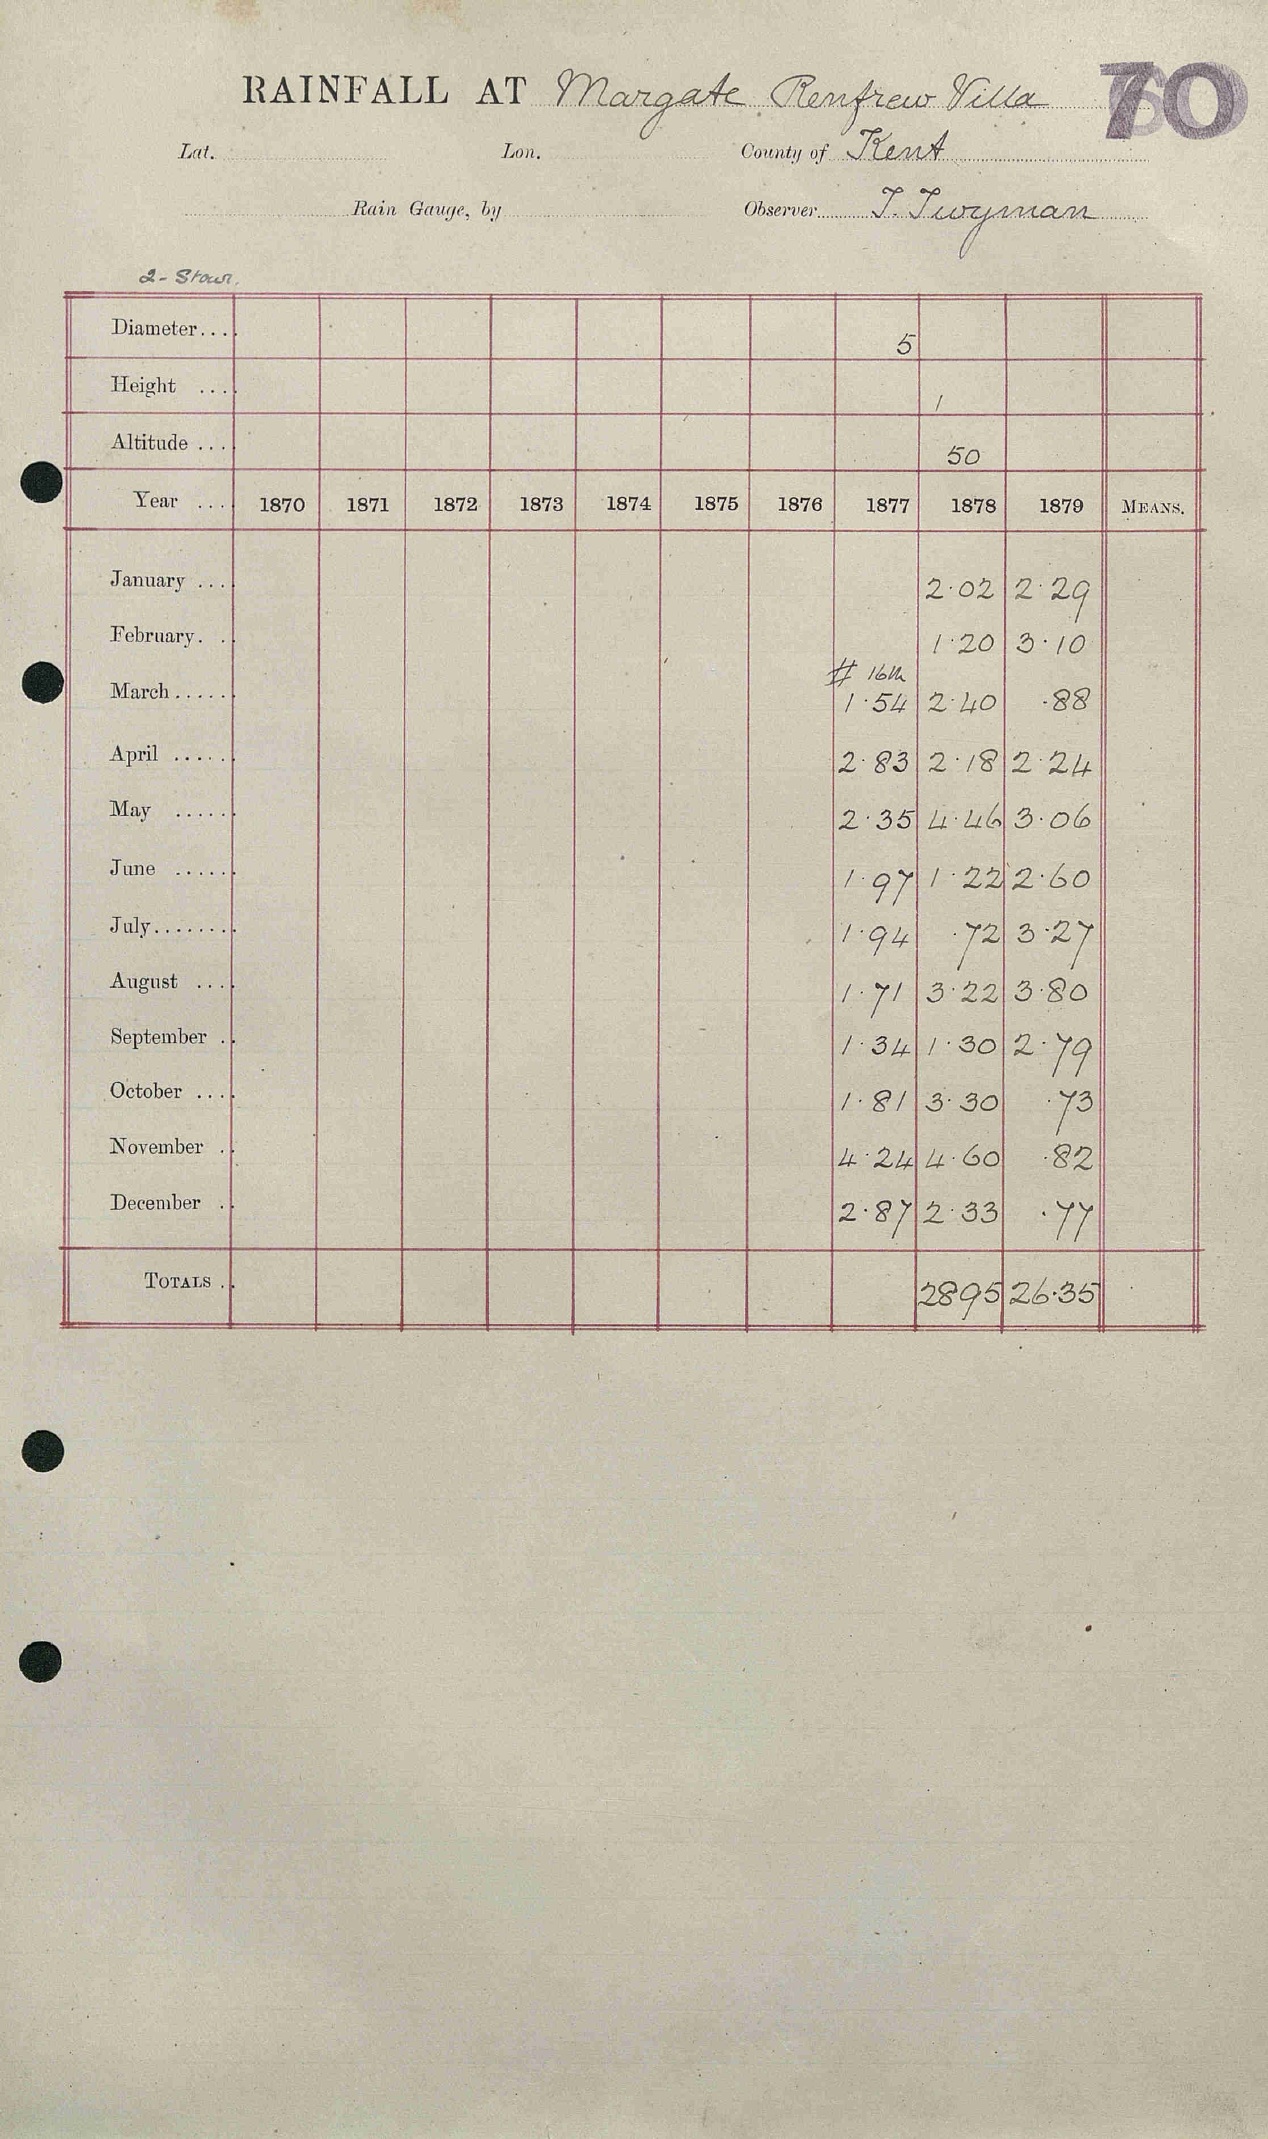 RAINFALL AT Margate Renfrew Villa 70
Lat. Lon. County of Kent
Rain Gauge, by Observer T. Twyman
2 - Stour.
Diameter.... 5
Height .... 1
Altitude .... 50
Year ... 1870 1871 1872 1873 1874 1875 1876 1877 1878 1879 MEANS.
January .... 2.02 2.29
February. .. 1.20 3.10
# 16th
March...... 1.54 2.40 .88
April ...... 2.83 2.18 2.24
May ...... 2.35 4.46 3.06
June ...... 1.97 1.22 2.60
July........ 1.94 .72 3.27
August .... 1.71 3.22 3.80
September .. 1.34 1.30 2.79
October .... 1.81 3.30 .73
November .. 4.24 4.60 .82
December .. 2.87 2.33 .77
TOTALS .. 2895 26.35